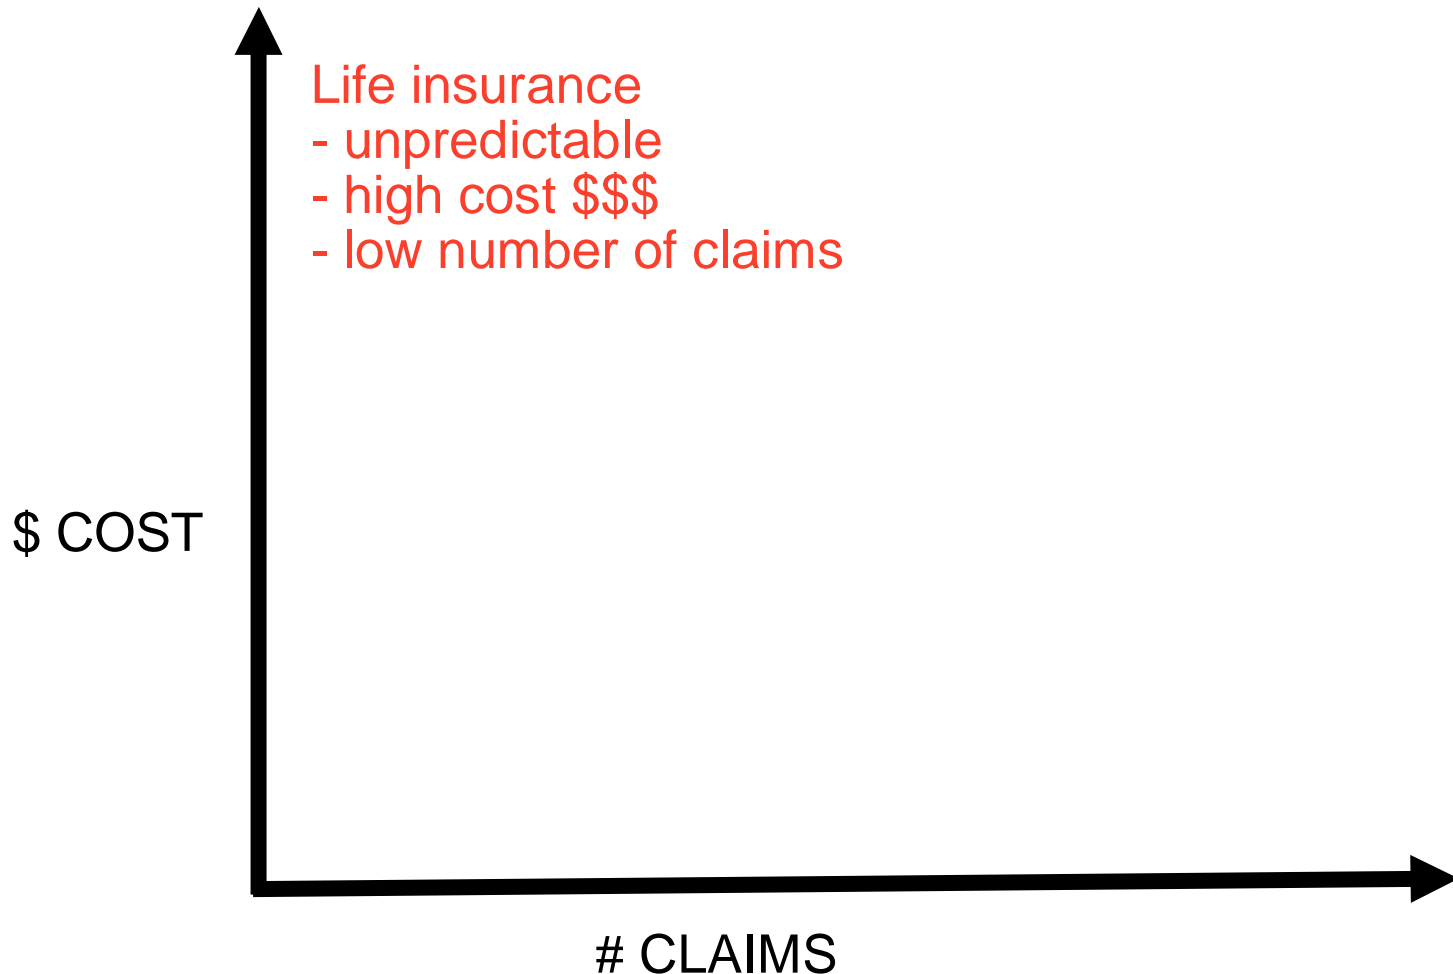 Life insurance
- unpredictable
- high cost $$$
- low number of claims
$ COST
# CLAIMS